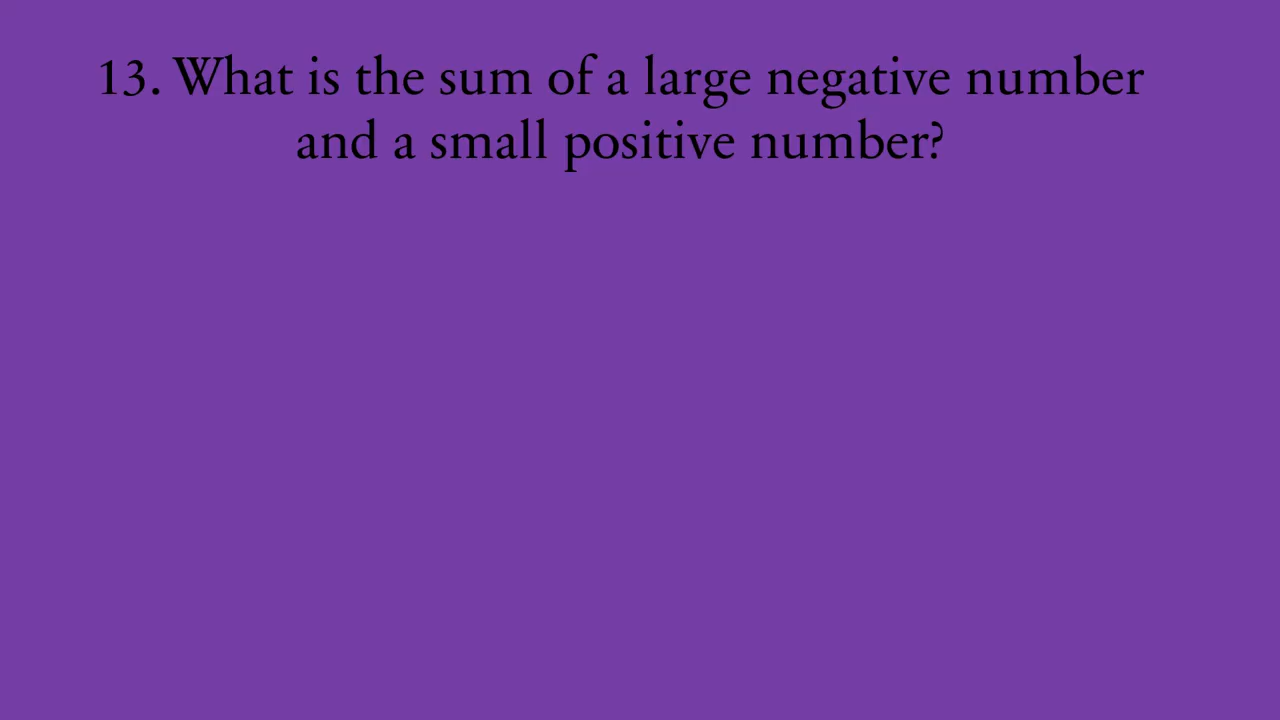 13. What is the sum of a large negative number
and a small positive number?